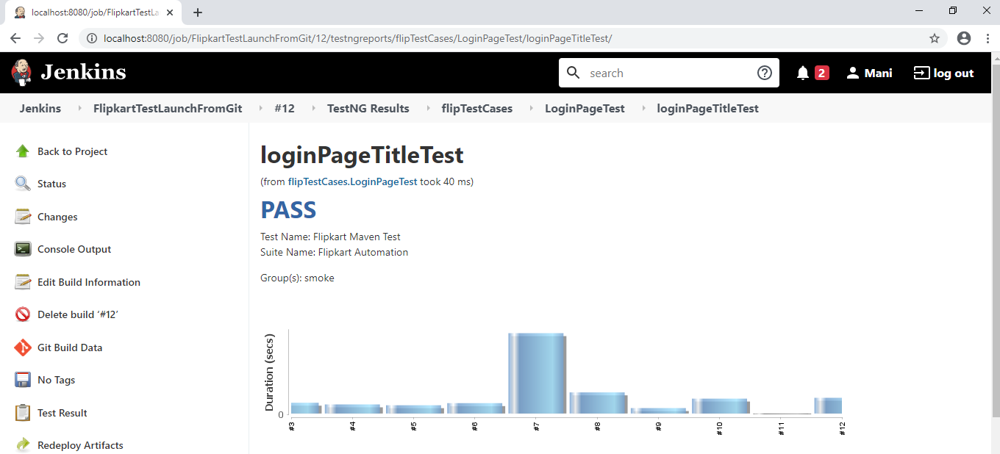 localhost:8080/job/FlipkartTestLa
localhost:8080/job/FlipkartTestLaunchFromGit/12/testngreports/flipTestCases/LoginPageTest/loginPageTitleTest/
Jenkins search 2 Mani log out
Jenkins FlipkartTestLaunchFromGit #12 TestNG Results flipTestCases LoginPageTest loginPageTitleTest
Back to Project
Status
Changes
Console Output
Edit Build Information
Delete build ‘#12’
Git Build Data
No Tags
Test Result
Redeploy Artifacts
loginPageTitleTest
(from flipTestCases.LoginPageTest took 40 ms)
PASS
Test Name: Flipkart Maven Test
Suite Name: Flipkart Automation
Group(s): smoke
Duration (secs)
0
#3 #4 #5 #6 #7 #8 #9 #10 #11 #12